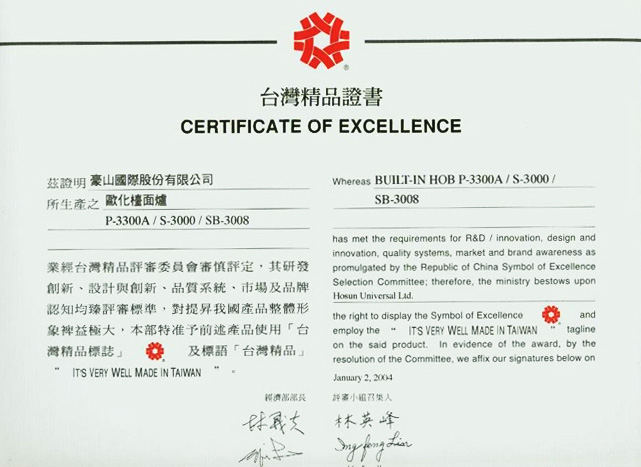 台灣精品證書
CERTIFICATE OF EXCELLENCE
茲證明 豪山國際股份有限公司
所生產之 歐化檯面爐
P-3300A / S-3000 / SB-3008
業經台灣精品評審委員會審慎評定，其研發
創新、設計與創新、品質系統、市場及品牌
認知均臻評審標準，對提昇我國產品整體形
象裨益極大，本部特准予前述產品使用「台
灣精品標誌」 及標語「台灣精品」
“ IT'S VERY WELL MADE IN TAIWAN ” 。
Whereas BUILT-IN HOB P-3300A / S-3000 /
SB-3008
has met the requirements for R&D / innovation, design and
innovation, quality systems, market and brand awareness as
promulgated by the Republic of China Symbol of Excellence
Selection Committee; therefore, the ministry bestows upon
Hosun Universal Ltd.
the right to display the Symbol of Excellence and
employ the “ IT'S VERY WELL MADE IN TAIWAN ” tagline
on the said product. In evidence of the award, by the
resolution of the Committee, we affix our signatures below on
January 2, 2004
經濟部部長 評審小組召集人
林義夫 林英峰